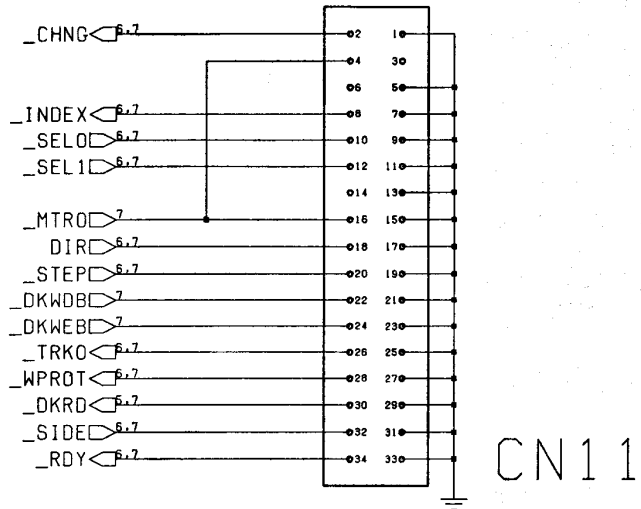 _CHNG 6,7 2 1
4 3
6 5
_INDEX 6,7 8 7
_SEL0 6,7 10 9
_SEL1 6,7 12 11
14 13
_MTR0 7 16 15
DIR 6,7 18 17
_STEP 6,7 20 19
_DKWDB 7 22 21
_DKWEB 7 24 23
_TRK0 6,7 26 25
_WPROT 6,7 28 27
_DKRD 6,7 30 29
_SIDE 6,7 32 31
_RDY 6,7 34 33
CN11